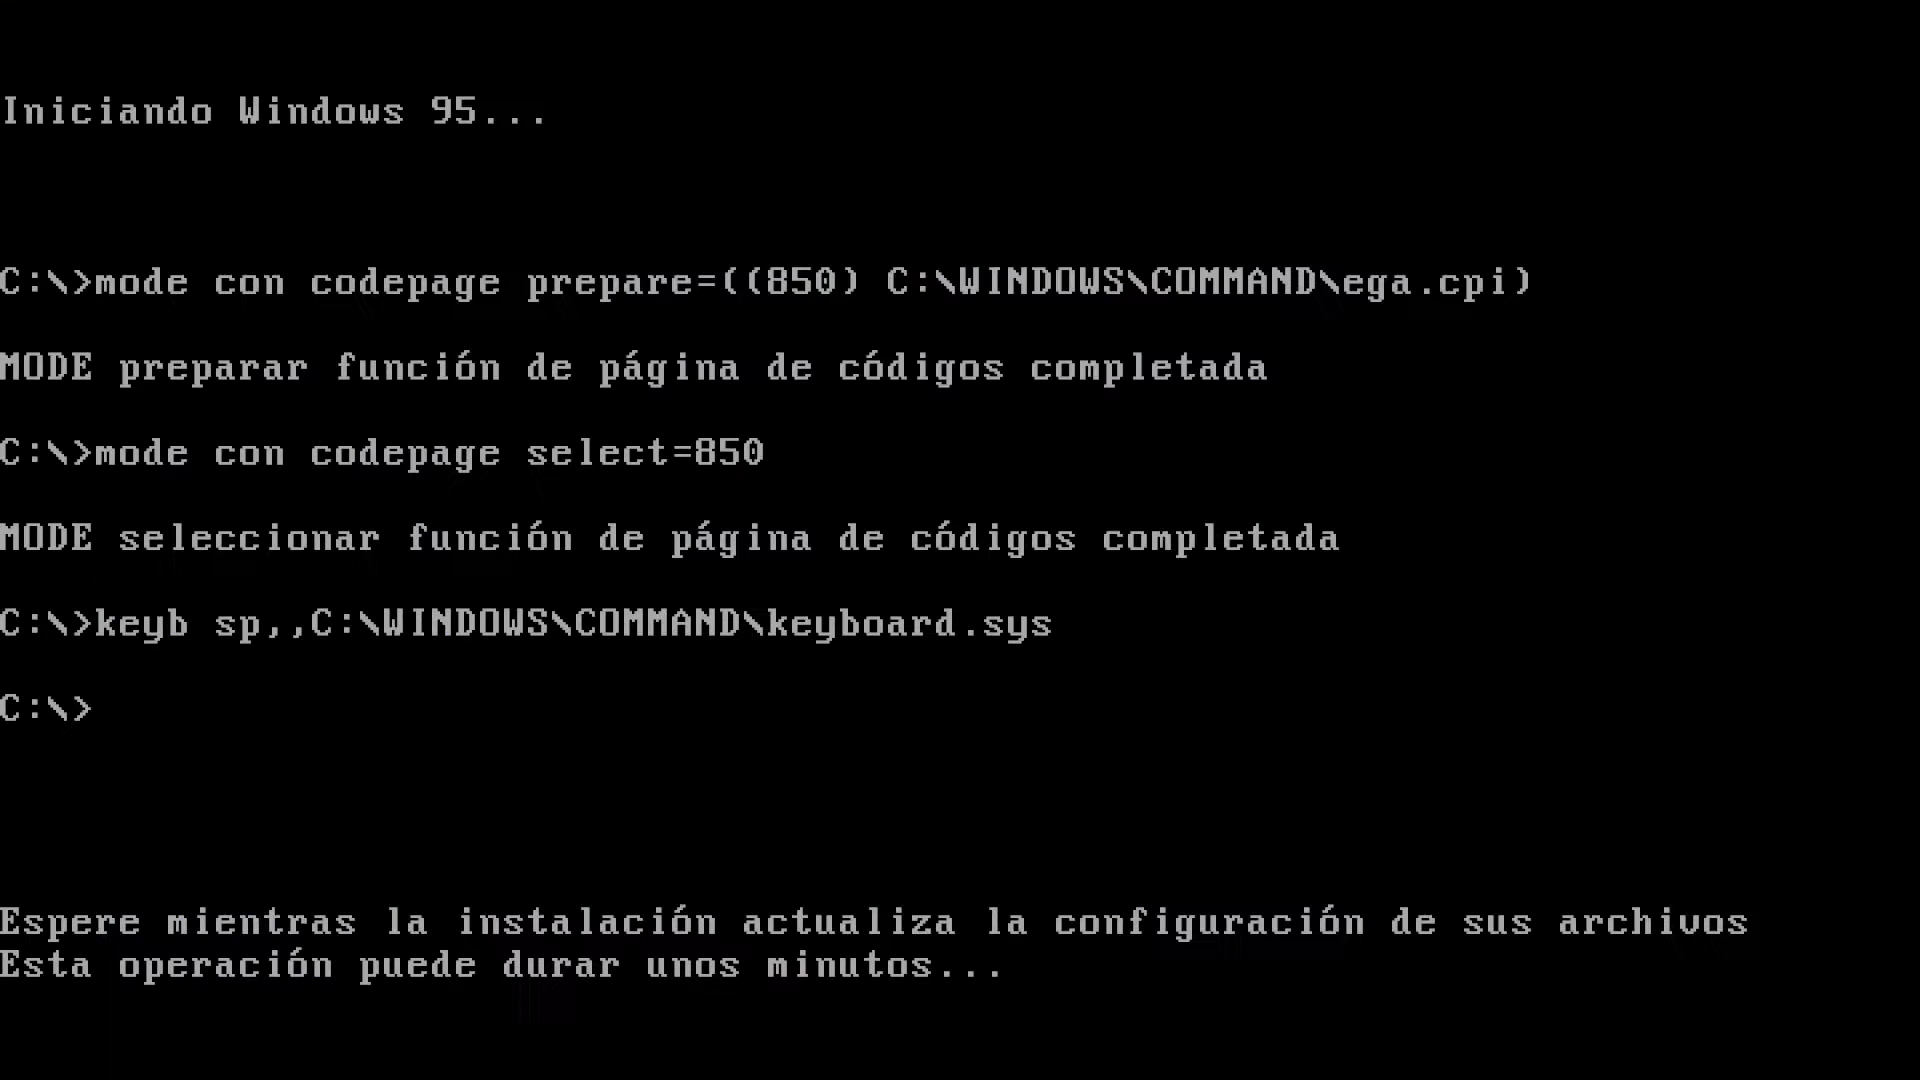 Iniciando Windows 95...
C:\>mode con codepage prepare=((850) C:\WINDOWS\COMMAND\ega.cpi)
MODE preparar función de página de códigos completada
C:\>mode con codepage select=850
MODE seleccionar función de página de códigos completada
C:\>keyb sp,,C:\WINDOWS\COMMAND\keyboard.sys
C:\>
Espere mientras la instalación actualiza la configuración de sus archivos
Esta operación puede durar unos minutos...